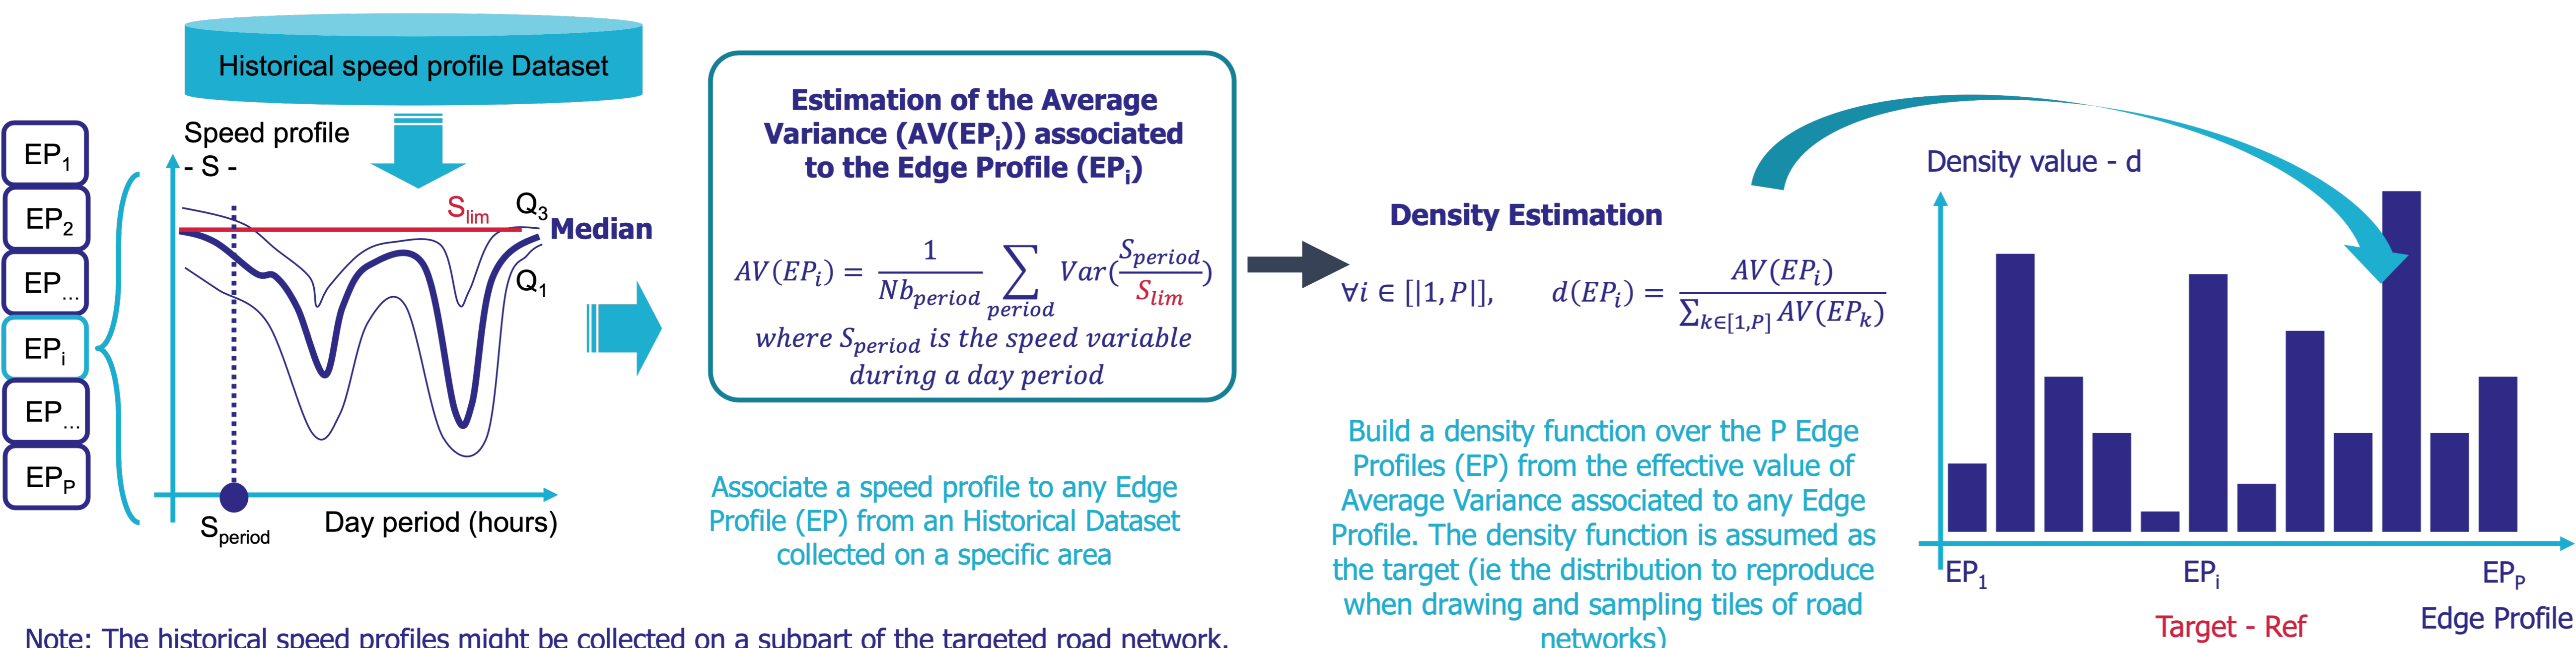 Historical speed profile Dataset
EP1
EP2
EP...
EPi
EP...
EPP
Speed profile
- S -
Slim
Q3
Median
Q1
Speriod
Day period (hours)
Estimation of the Average
Variance (AV(EPi)) associated
to the Edge Profile (EPi)
AV(EPi) = 1/Nbperiod ∑period Var(Speriod/Slim)
where Speriod is the speed variable
during a day period
Associate a speed profile to any Edge
Profile (EP) from an Historical Dataset
collected on a specific area
Density Estimation
∀i ∈ [|1, P|], d(EPi) = AV(EPi)/∑k∈[1,P] AV(EPk)
Build a density function over the P Edge
Profiles (EP) from the effective value of
Average Variance associated to any Edge
Profile. The density function is assumed as
the target (ie the distribution to reproduce
when drawing and sampling tiles of road
networks)
Density value - d
EP1
EPi
EPP
Target - Ref
Edge Profile
Note: The historical speed profiles might be collected on a subpart of the targeted road network.